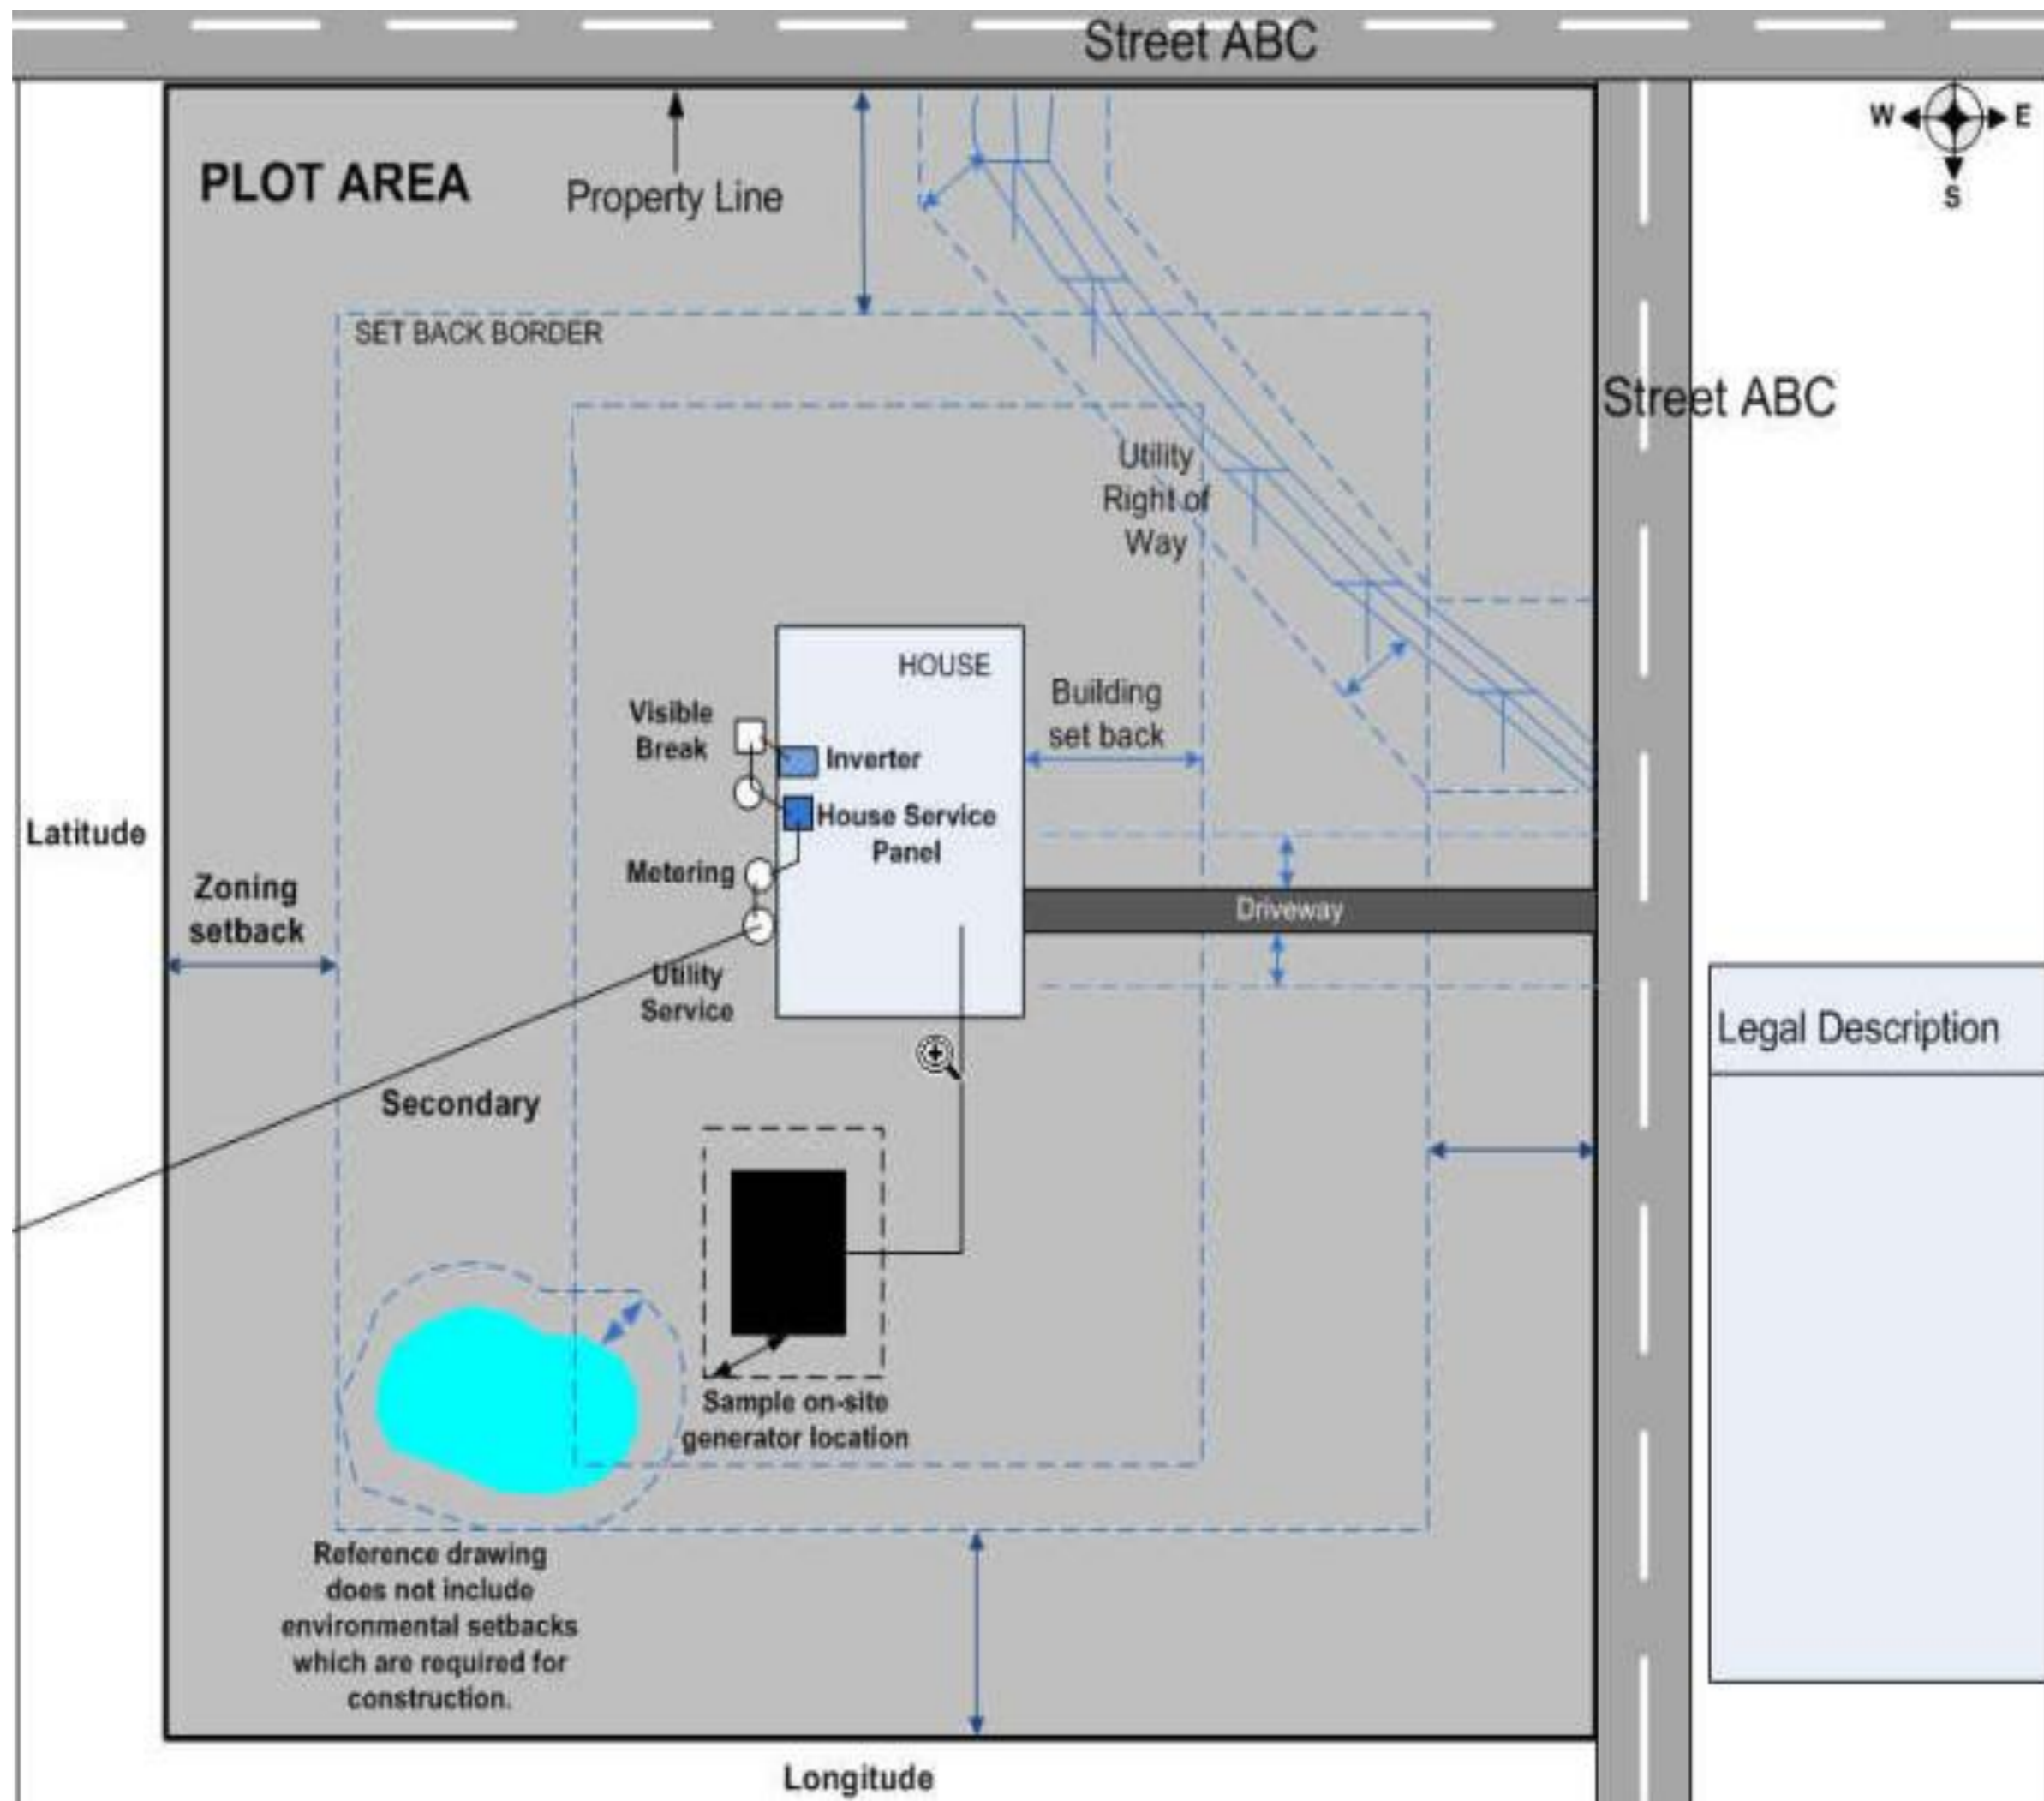 Street ABC
W E
S
PLOT AREA
Property Line
SET BACK BORDER
Street ABC
Utility
Right of
Way
HOUSE
Visible
Break
Inverter
Building
set back
House Service
Panel
Latitude
Metering
Zoning
setback
Driveway
Utility
Service
Legal Description
Secondary
Sample on-site
generator location
Reference drawing
does not include
environmental setbacks
which are required for
construction.
Longitude